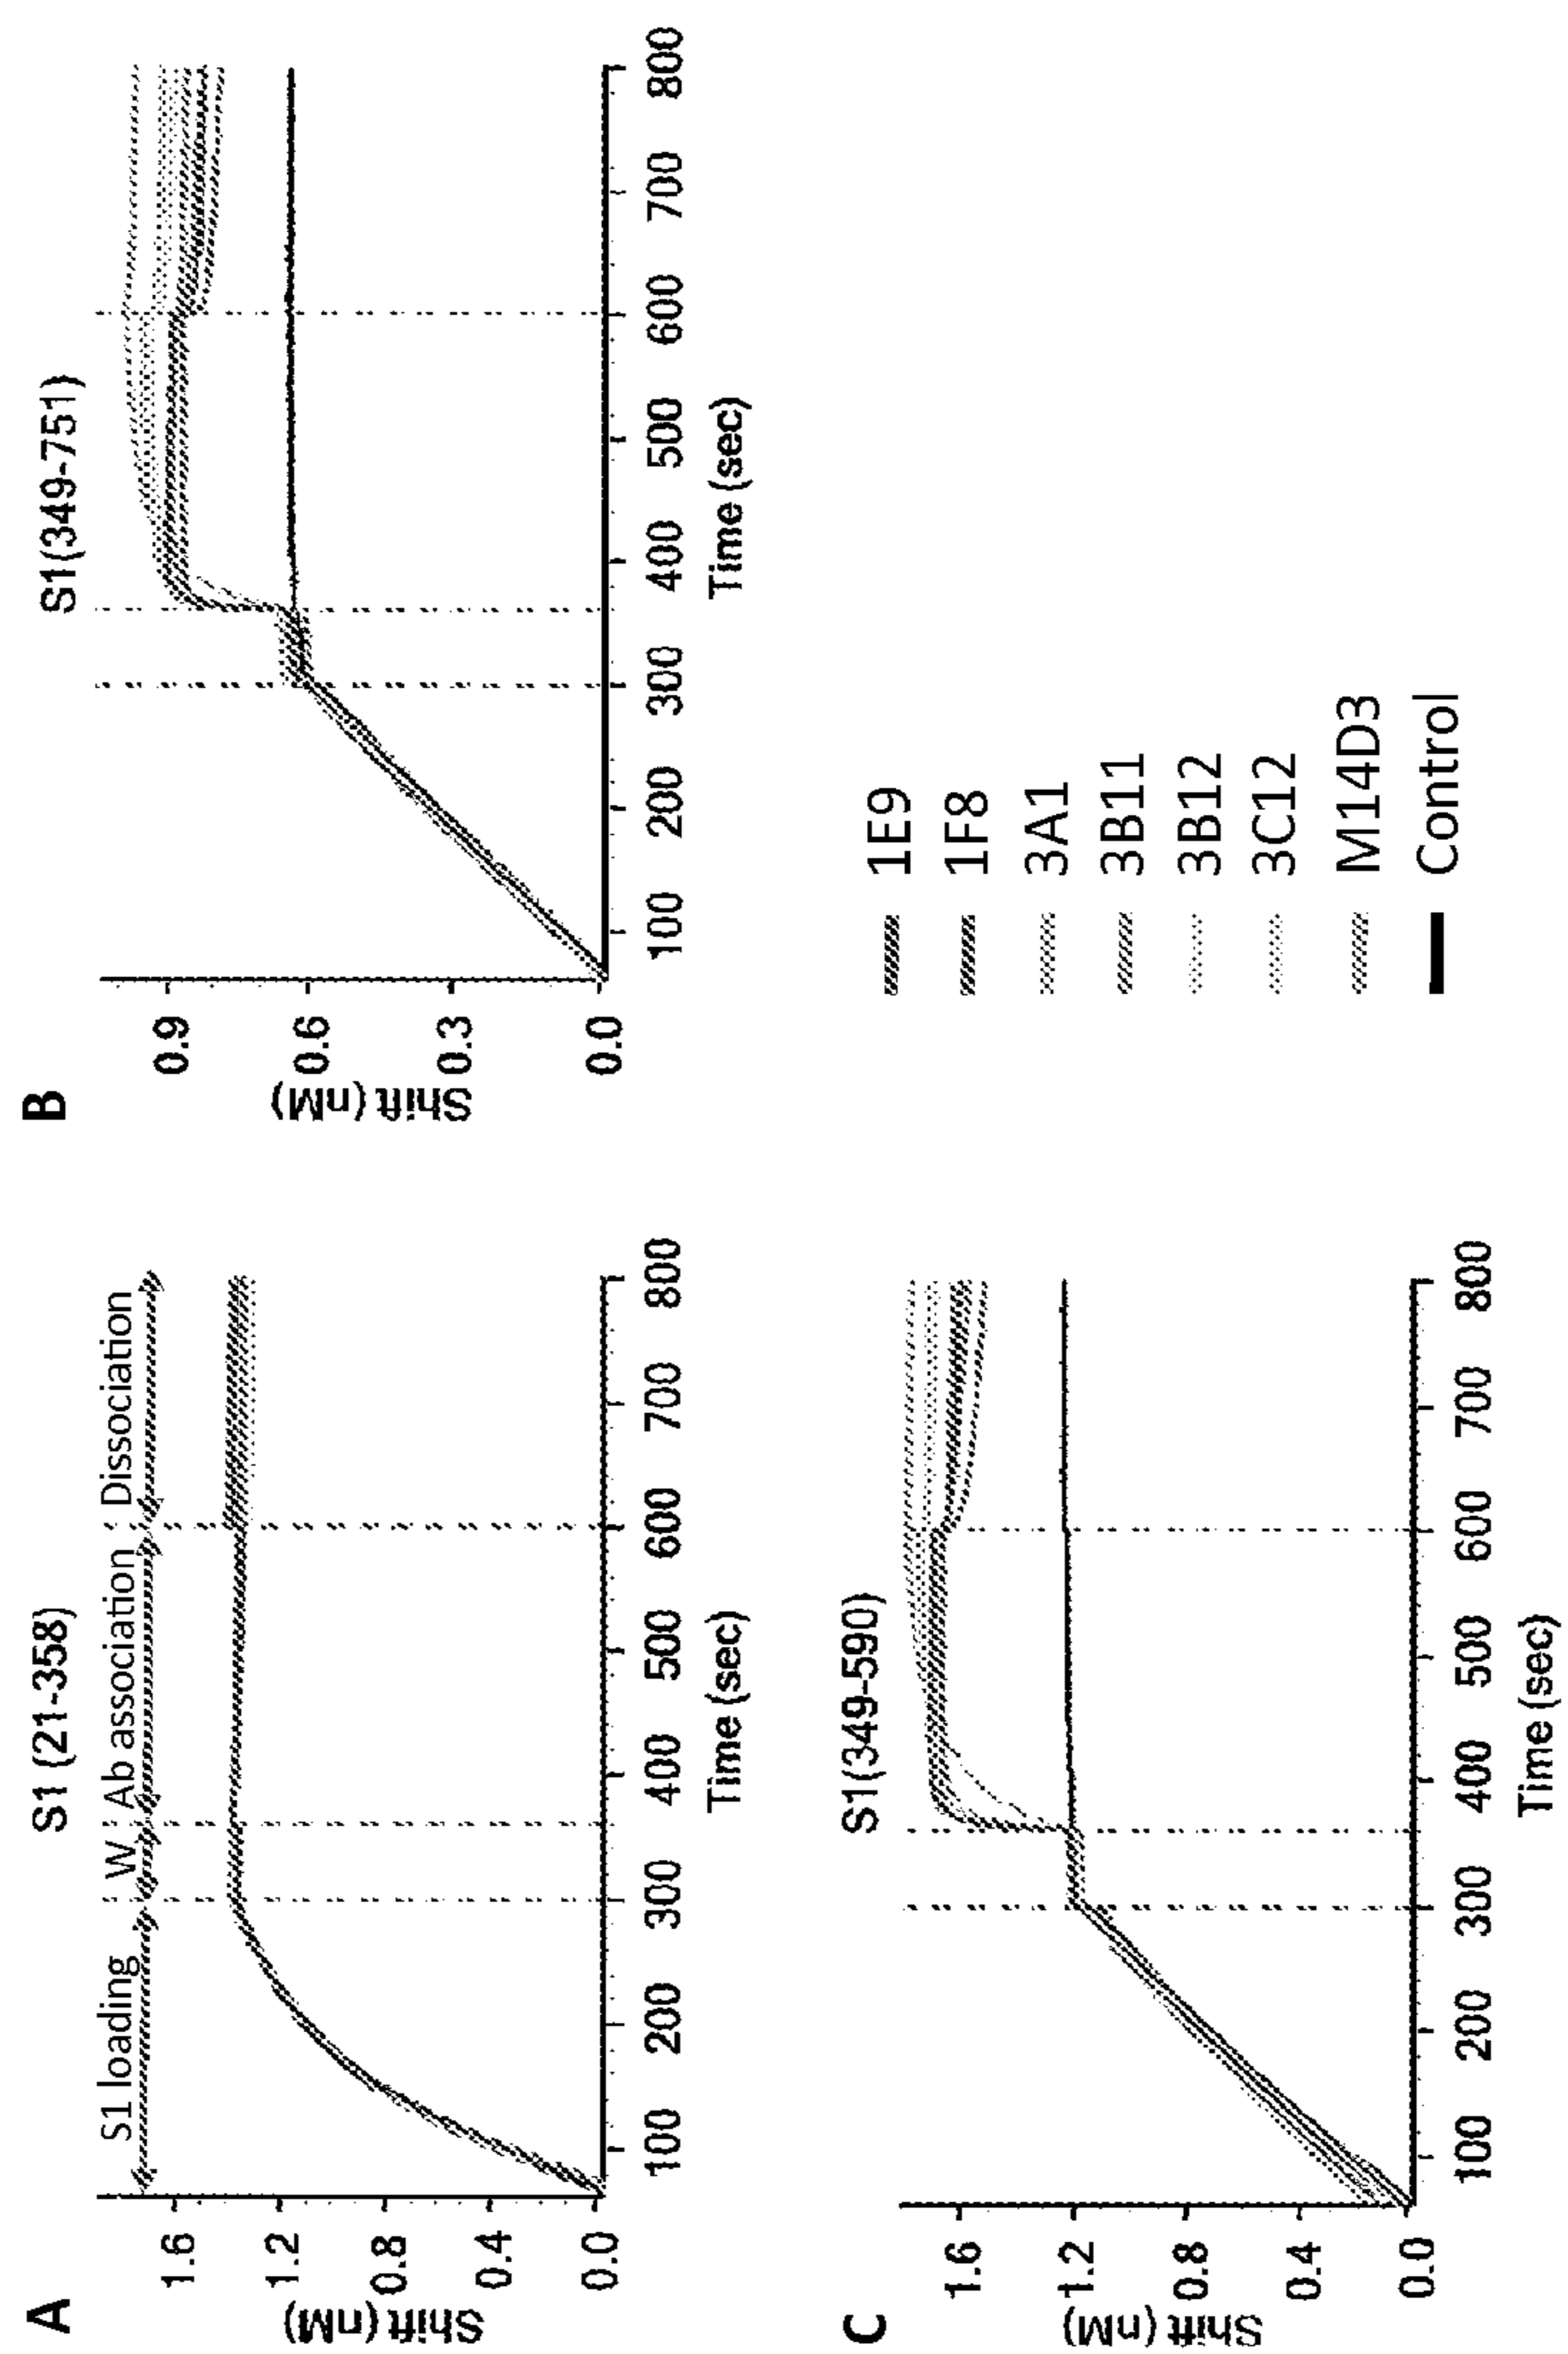 A
S1 (21-358)
S1 loading W Ab association Dissociation
Shift (nM)
1.6
1.2
0.8
0.4
0.0
100 200 300 400 500 600 700 800
Time (sec)
B
S1(349-751)
Shift (nM)
0.9
0.6
0.3
0.0
100 200 300 400 500 600 700 800
Time (sec)
C
S1(349-590)
Shift (nM)
1.6
1.2
0.8
0.4
0.0
100 200 300 400 500 600 700 800
Time (sec)
1E9
1F8
3A1
3B11
3B12
3C12
M14D3
Control